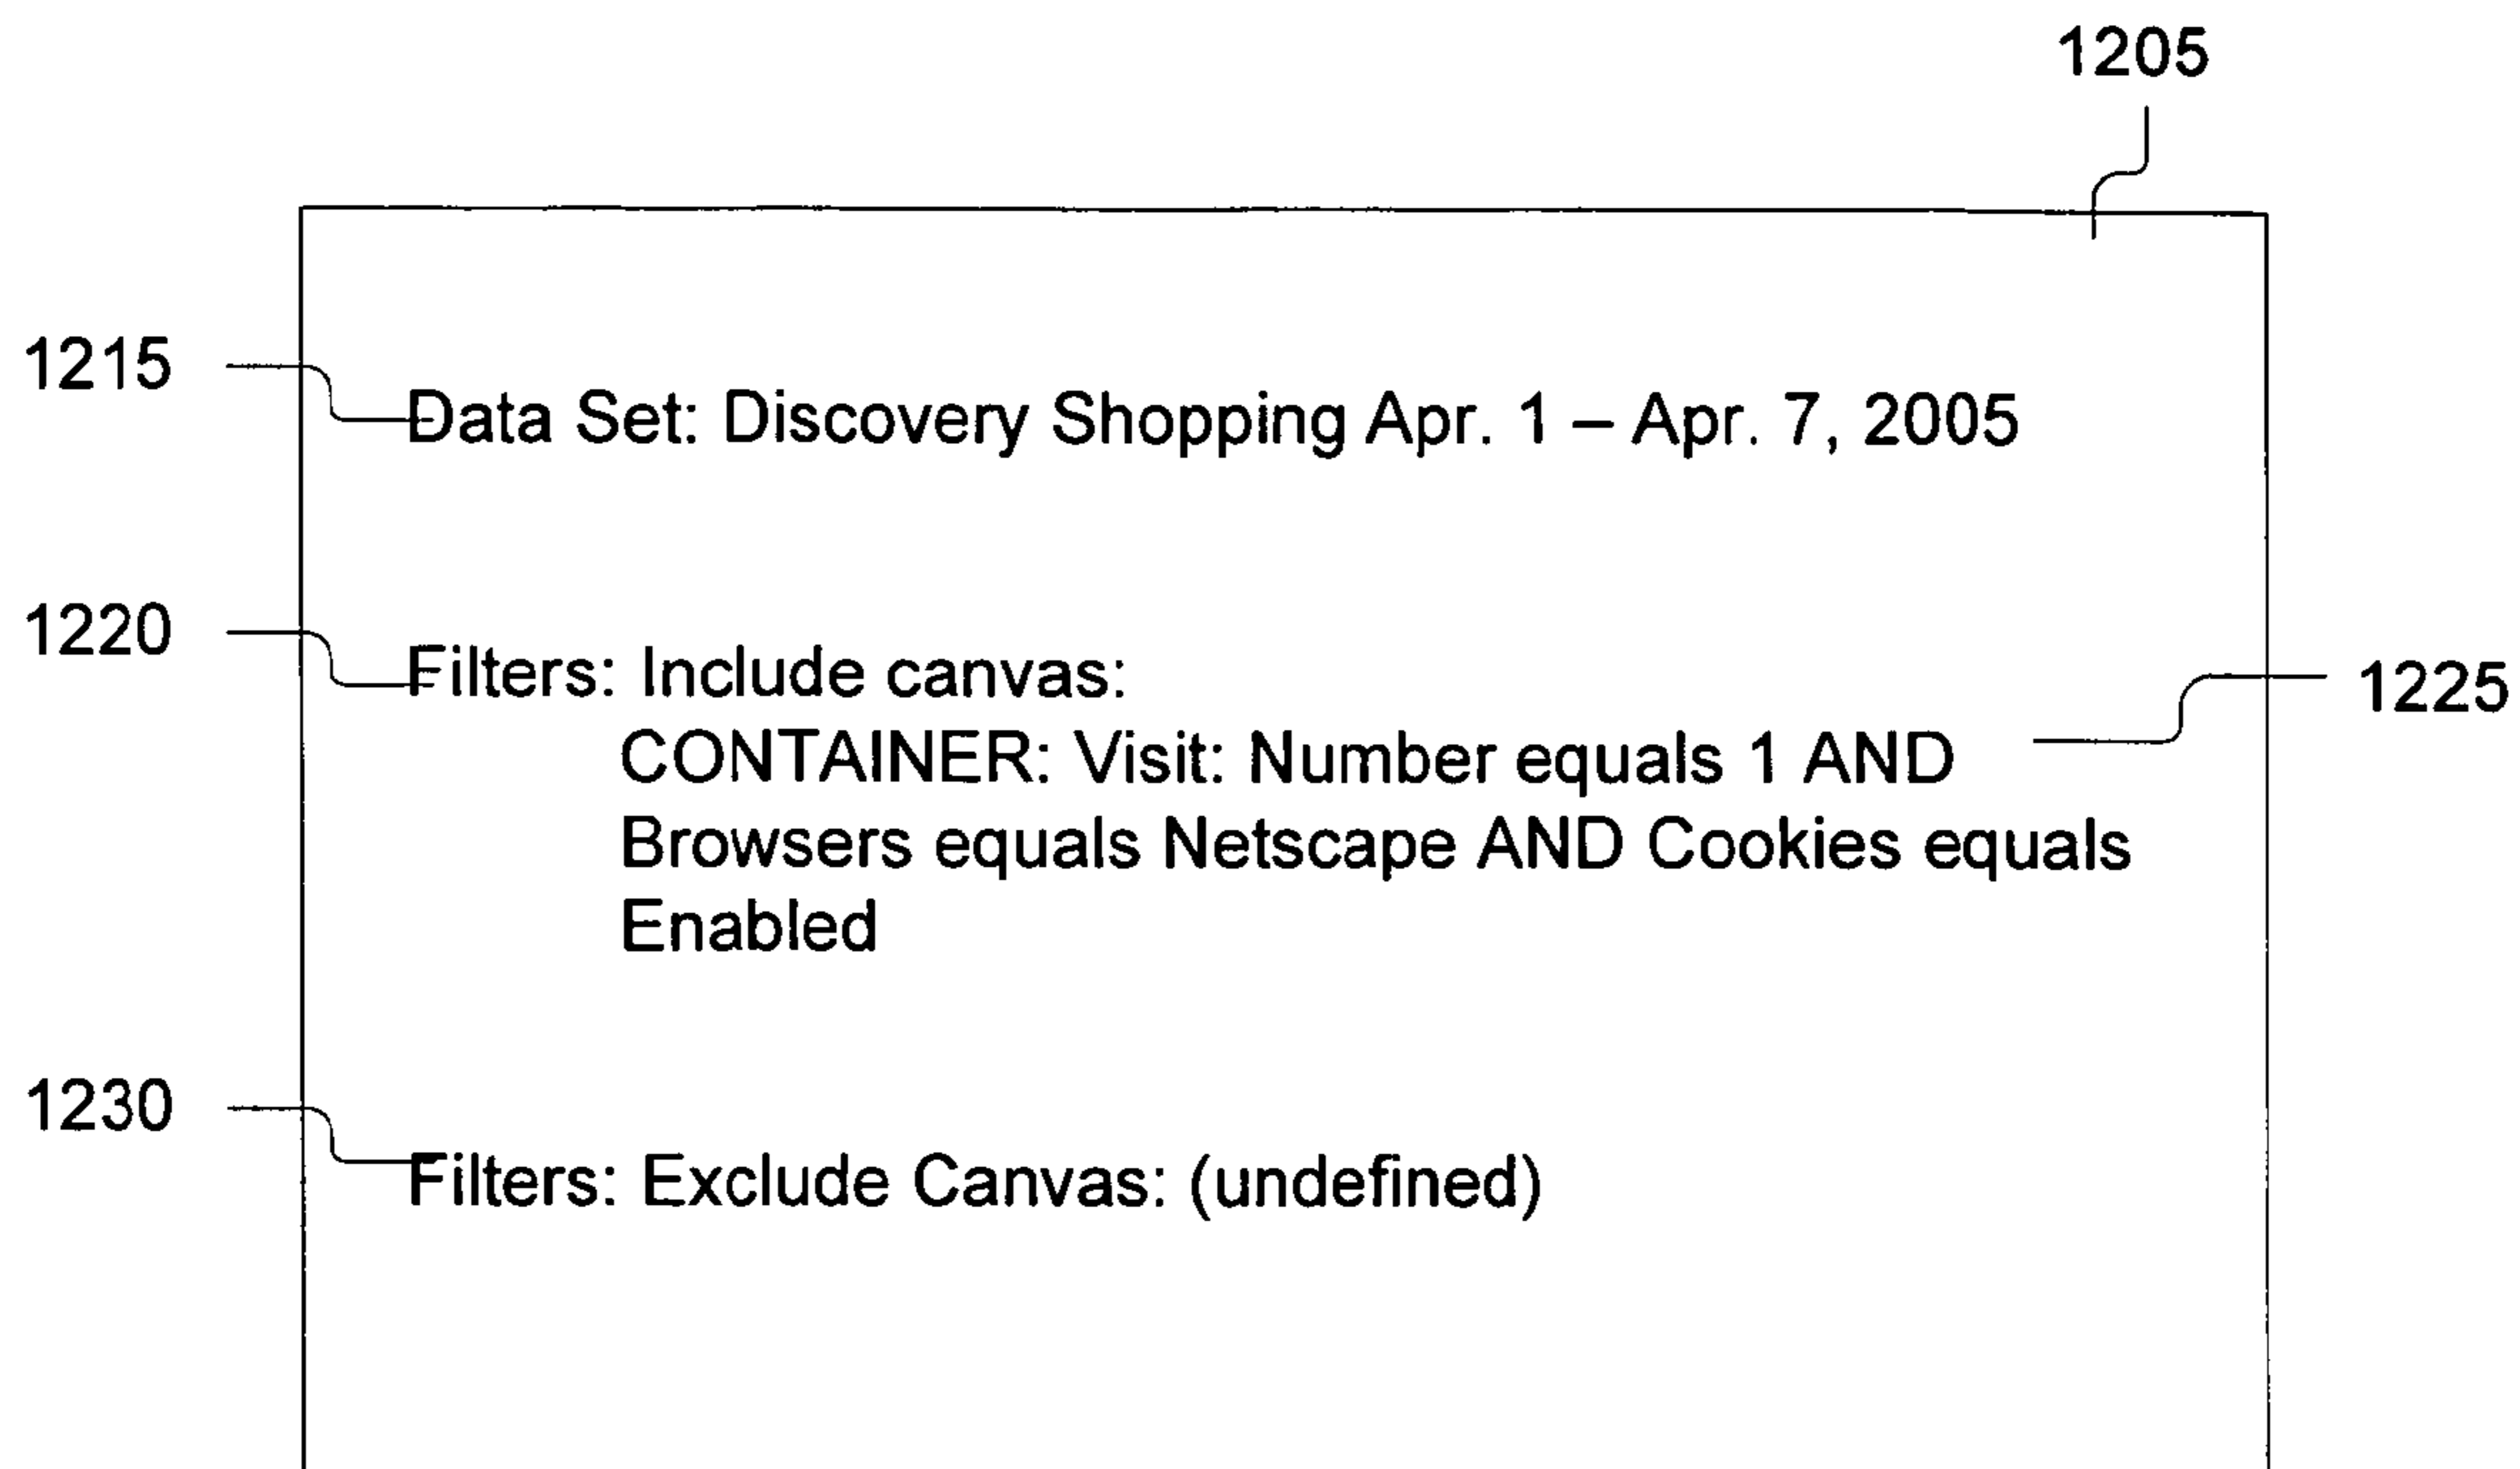 1205
1215
Data Set: Discovery Shopping Apr. 1 – Apr. 7, 2005
1220
Filters: Include canvas:
1225
CONTAINER: Visit: Number equals 1 AND
Browsers equals Netscape AND Cookies equals
Enabled
1230
Filters: Exclude Canvas: (undefined)